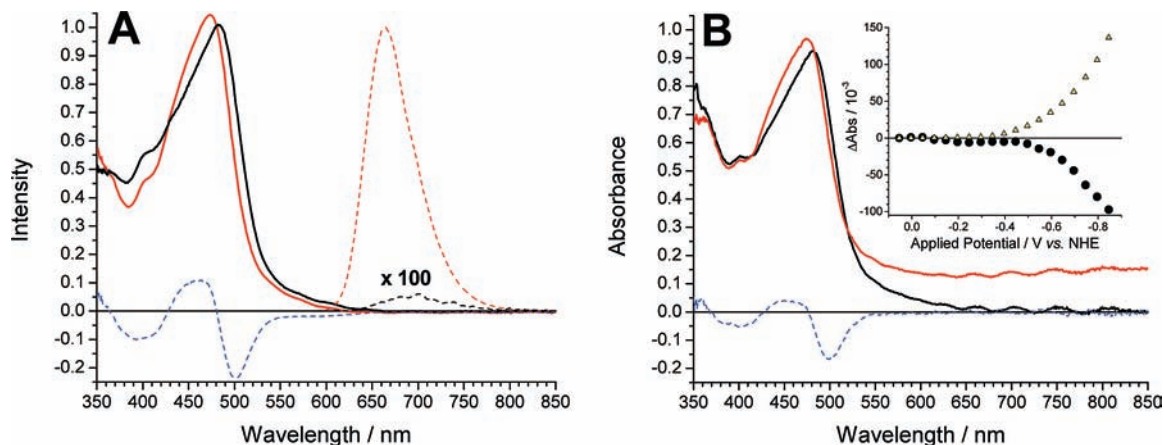 A
1.0
0.9
0.8
0.7
0.6
0.5
0.4
0.3
0.2
0.1
0.0
-0.1
-0.2
Intensity
x 100
350 400 450 500 550 600 650 700 750 800 850
Wavelength / nm
B
1.0
0.9
0.8
0.7
0.6
0.5
0.4
0.3
0.2
0.1
0.0
-0.1
-0.2
Absorbance
150
100
50
0
-50
-100
ΔAbs / 10⁻³
0.0 -0.2 -0.4 -0.6 -0.8
Applied Potential / V vs. NHE
350 400 450 500 550 600 650 700 750 800 850
Wavelength / nm